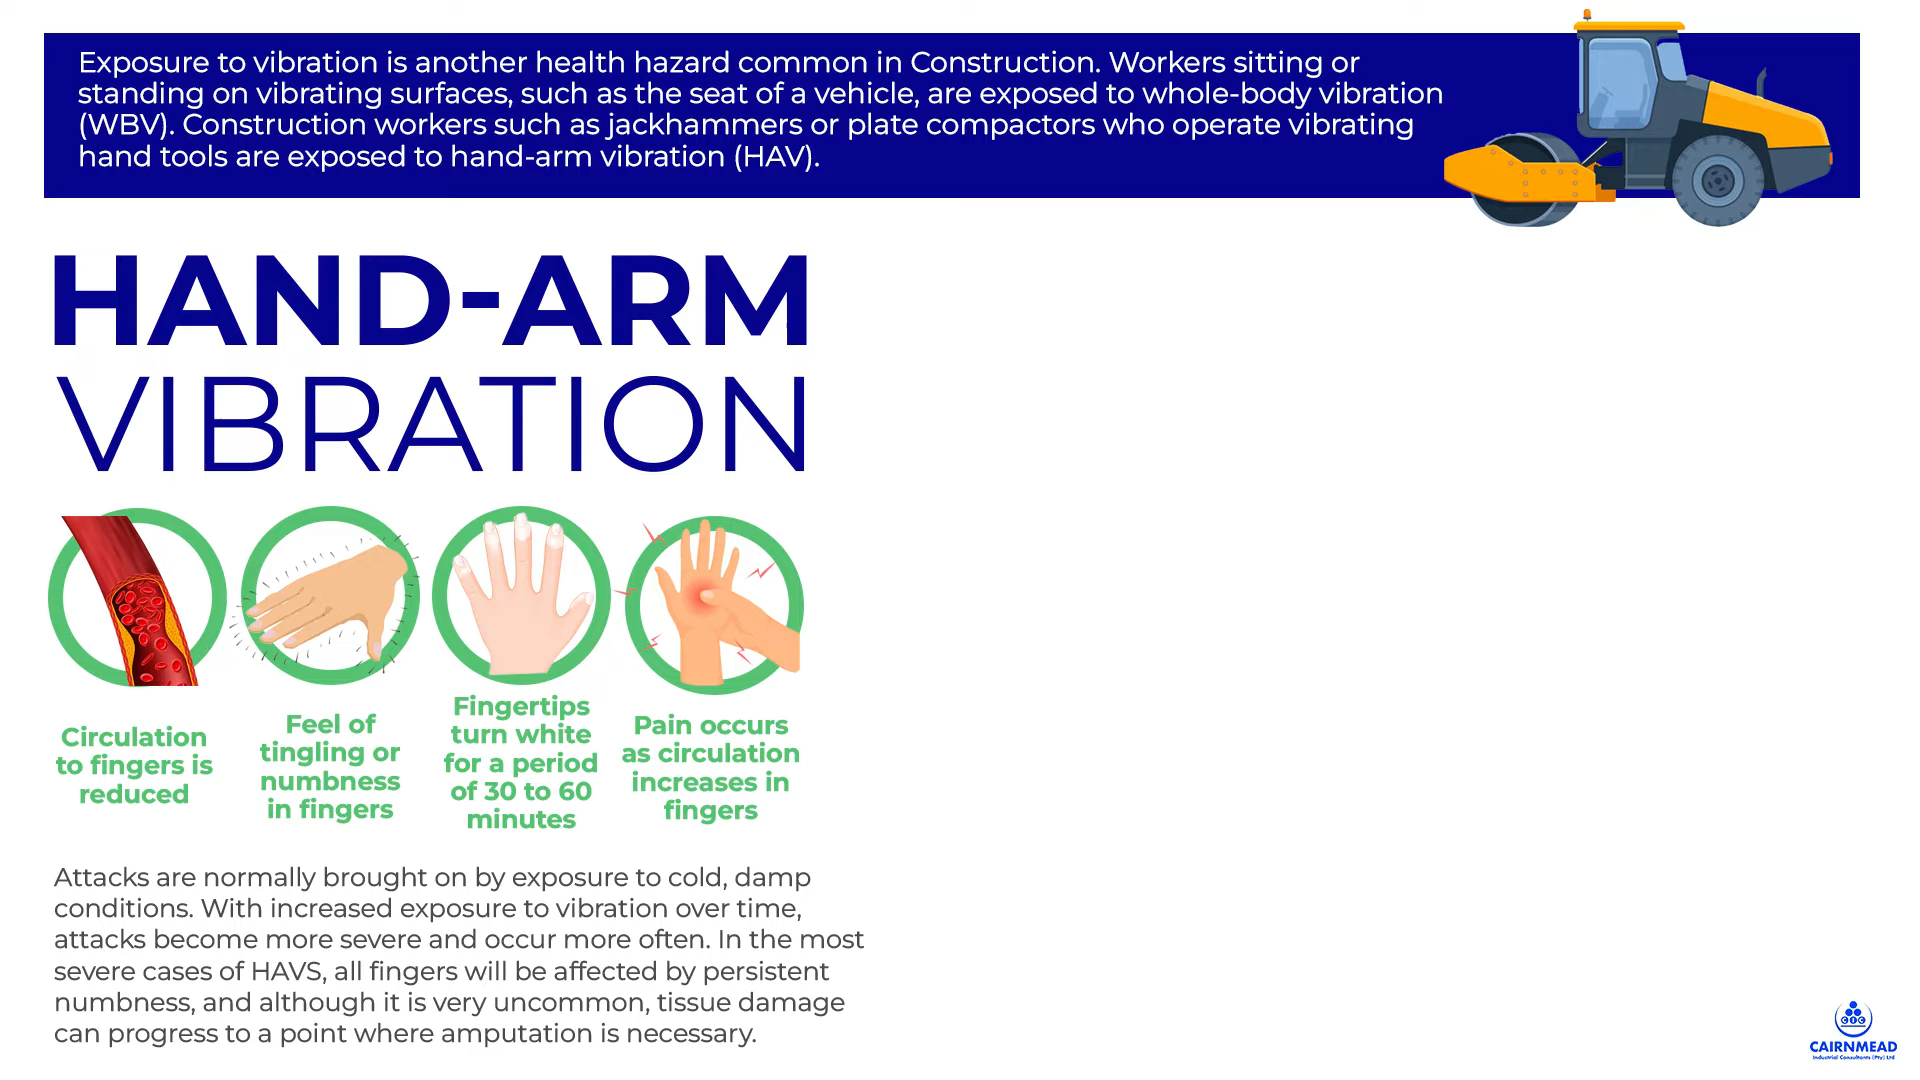 Exposure to vibration is another health hazard common in Construction. Workers sitting or
standing on vibrating surfaces, such as the seat of a vehicle, are exposed to whole-body vibration
(WBV). Construction workers such as jackhammers or plate compactors who operate vibrating
hand tools are exposed to hand-arm vibration (HAV).
HAND-ARM
VIBRATION
Circulation
to fingers is
reduced
Feel of
tingling or
numbness
in fingers
Fingertips
turn white
for a period
of 30 to 60
minutes
Pain occurs
as circulation
increases in
fingers
Attacks are normally brought on by exposure to cold, damp
conditions. With increased exposure to vibration over time,
attacks become more severe and occur more often. In the most
severe cases of HAVS, all fingers will be affected by persistent
numbness, and although it is very uncommon, tissue damage
can progress to a point where amputation is necessary.
CIC
CAIRNMEAD
Industrial Consultants (Pty) Ltd